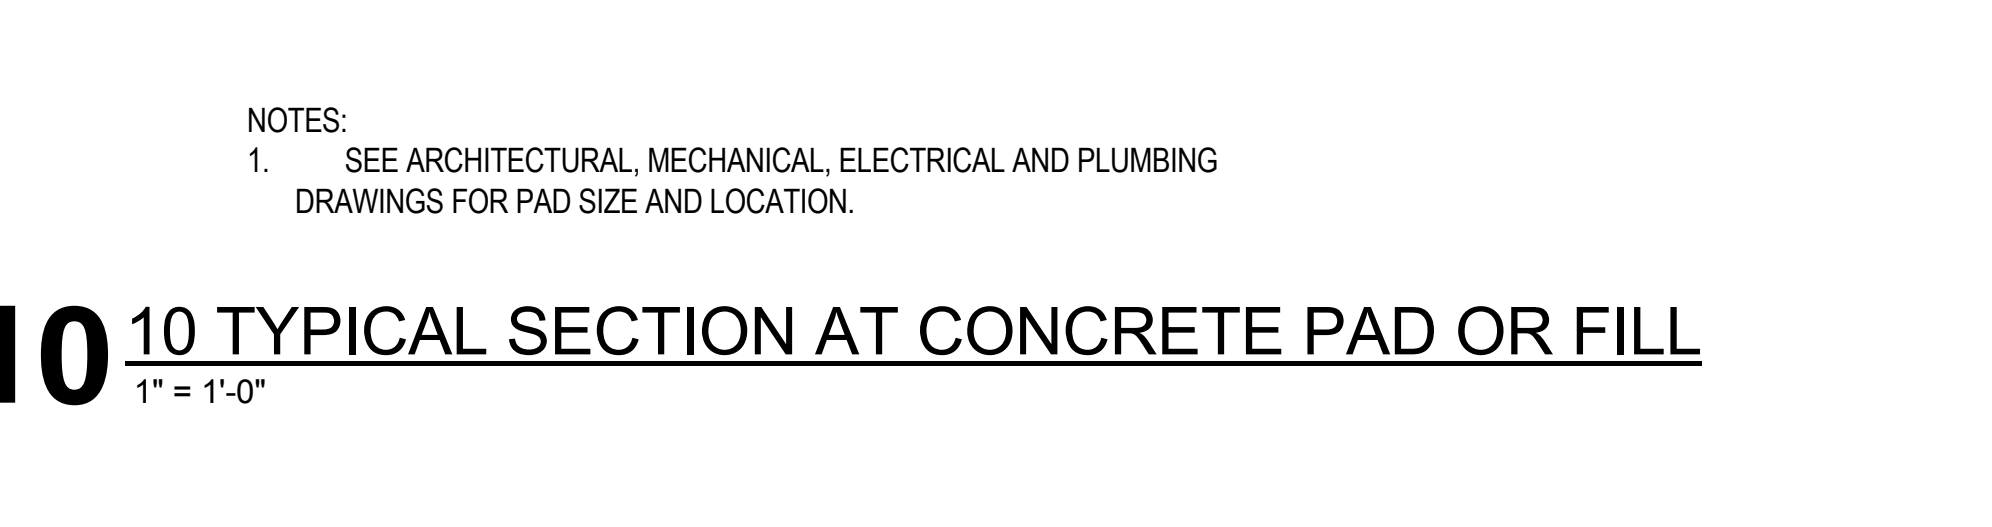 NOTES:
1. SEE ARCHITECTURAL, MECHANICAL, ELECTRICAL AND PLUMBING
DRAWINGS FOR PAD SIZE AND LOCATION.
10 10 TYPICAL SECTION AT CONCRETE PAD OR FILL
1" = 1'-0"